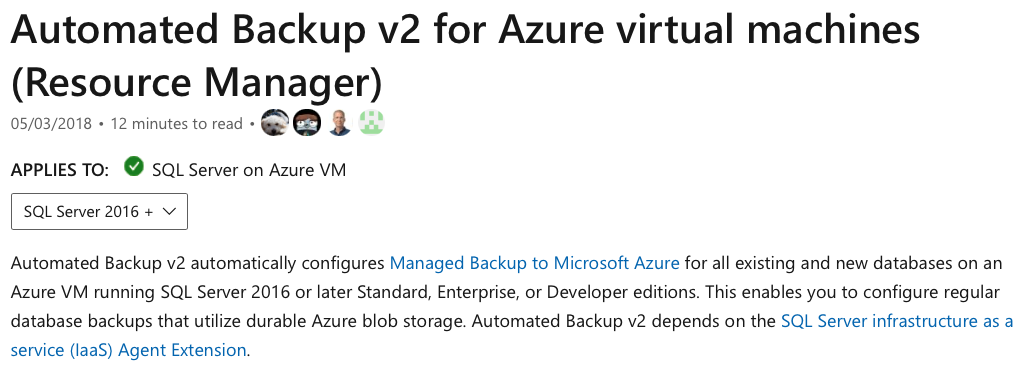 Automated Backup v2 for Azure virtual machines
(Resource Manager)
05/03/2018 • 12 minutes to read •
APPLIES TO: SQL Server on Azure VM
SQL Server 2016 +
Automated Backup v2 automatically configures Managed Backup to Microsoft Azure for all existing and new databases on an
Azure VM running SQL Server 2016 or later Standard, Enterprise, or Developer editions. This enables you to configure regular
database backups that utilize durable Azure blob storage. Automated Backup v2 depends on the SQL Server infrastructure as a
service (IaaS) Agent Extension.